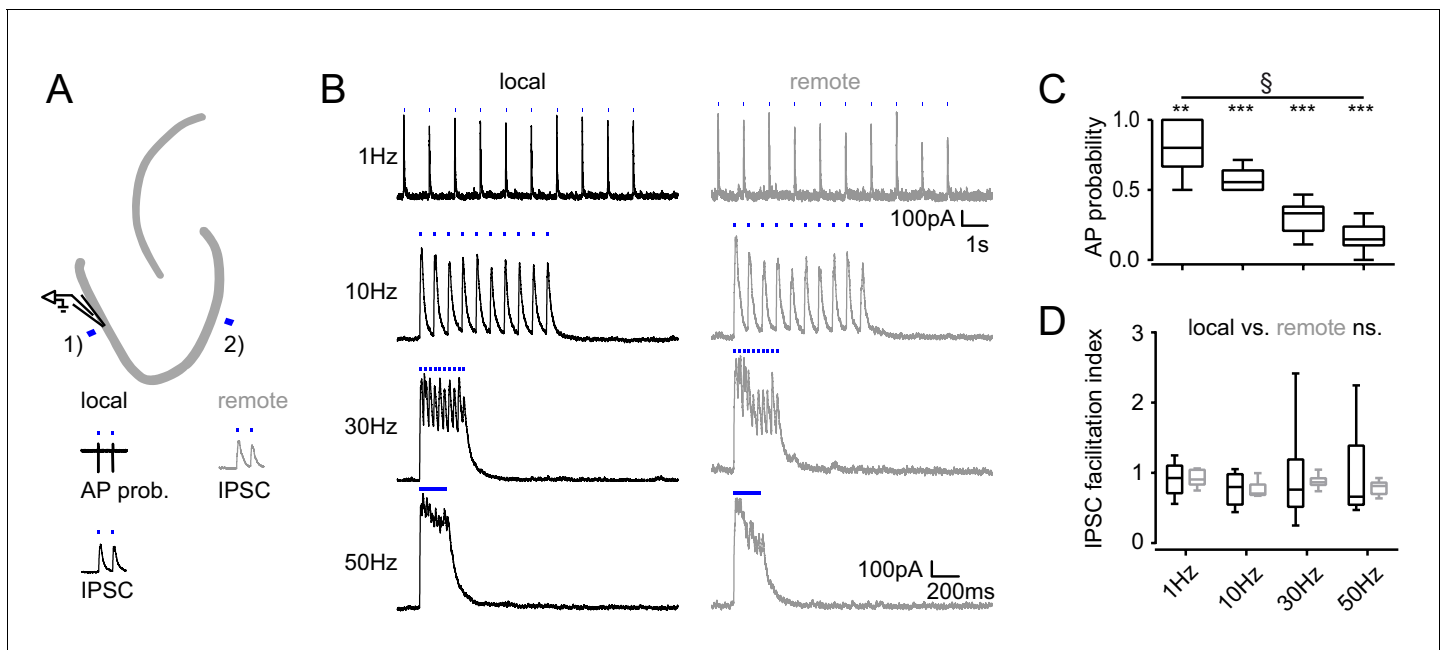 A
1)
2)
local
remote
AP prob.
IPSC
IPSC
B
local
remote
1Hz
100pA
1s
10Hz
30Hz
50Hz
100pA
200ms
C
§
** *** *** ***
AP probability
1.0
0.5
0.0
D
local vs. remote ns.
IPSC facilitation index
3
2
1
0
1Hz
10Hz
30Hz
50Hz